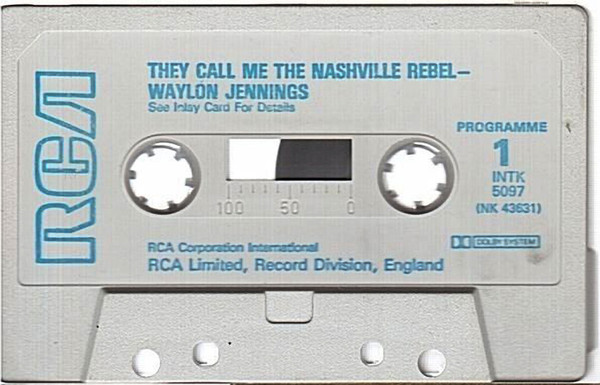 RCA
THEY CALL ME THE NASHVILLE REBEL—
WAYLON JENNINGS
See Inlay Card For Details
PROGRAMME
1
INTK
5097
(NK 43631)
100 50 0
DOLBY SYSTEM
RCA Corporation International
RCA Limited, Record Division, England